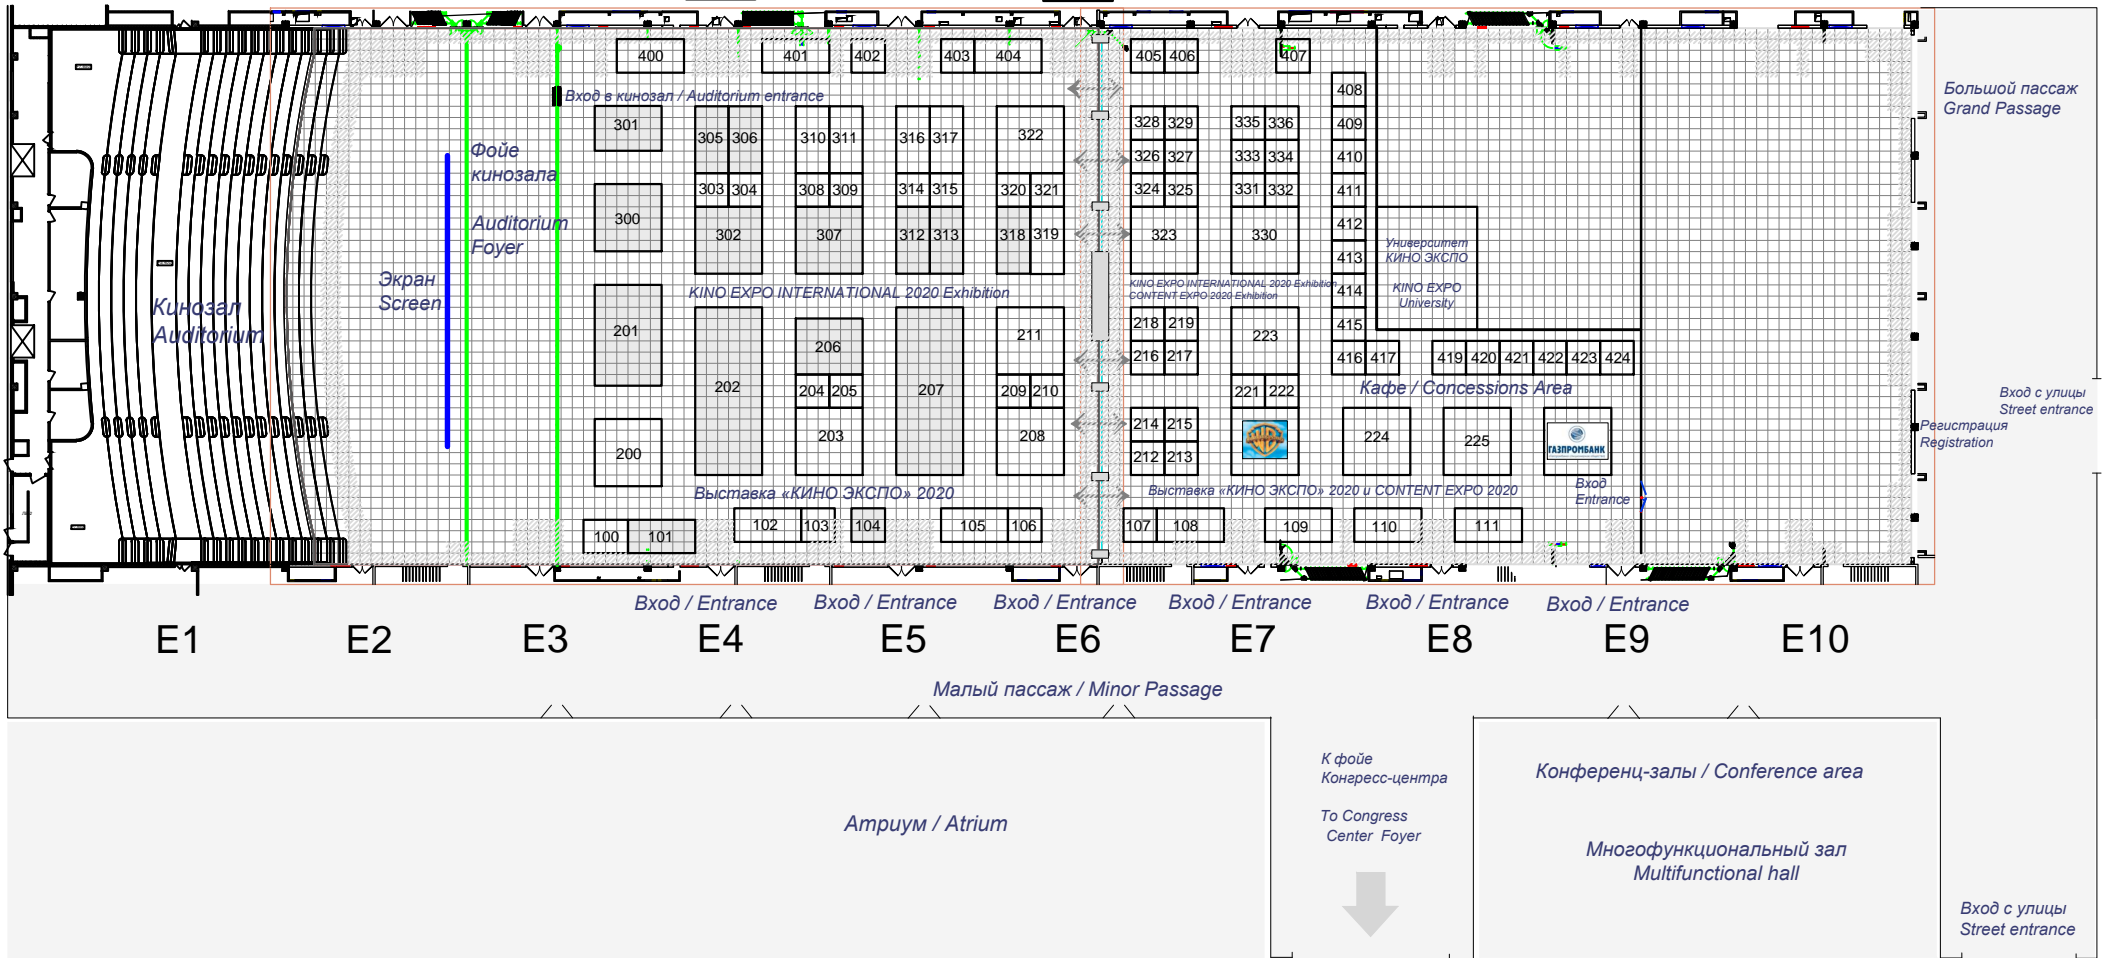 400
401
402
403
404
405
406
407
408
Большой пассаж
Grand Passage
Вход в кинозал / Auditorium entrance
301
305
306
310
311
316
317
322
328
329
335
336
409
326
327
333
334
410
Фойе
кинозала
303
304
308
309
314
315
320
321
324
325
331
332
411
300
Auditorium
Foyer
302
307
312
313
318
319
323
330
412
413
414
415
Университет
КИНО ЭКСПО
KINO EXPO
University
Экран
Screen
Кинозал
Auditorium
KINO EXPO INTERNATIONAL 2020 Exhibition
KINO EXPO INTERNATIONAL 2020 Exhibition
CONTENT EXPO 2020 Exhibition
201
202
206
207
211
218
219
223
216
217
416
417
419
420
421
422
423
424
204
205
209
210
221
222
Кафе / Concessions Area
Вход с улицы
Street entrance
200
203
208
214
215
212
213
224
225
ГАЗПРОМБАНК
Регистрация
Registration
Выставка «КИНО ЭКСПО» 2020
Выставка «КИНО ЭКСПО» 2020 и CONTENT EXPO 2020
Вход
Entrance
100
101
102
103
104
105
106
107
108
109
110
111
Вход / Entrance
Вход / Entrance
Вход / Entrance
Вход / Entrance
Вход / Entrance
Вход / Entrance
E1
E2
E3
E4
E5
E6
E7
E8
E9
E10
Малый пассаж / Minor Passage
К фойе
Конгресс-центра
To Congress
Center Foyer
Конференц-залы / Conference area
Атриум / Atrium
Многофункциональный зал
Multifunctional hall
Вход с улицы
Street entrance